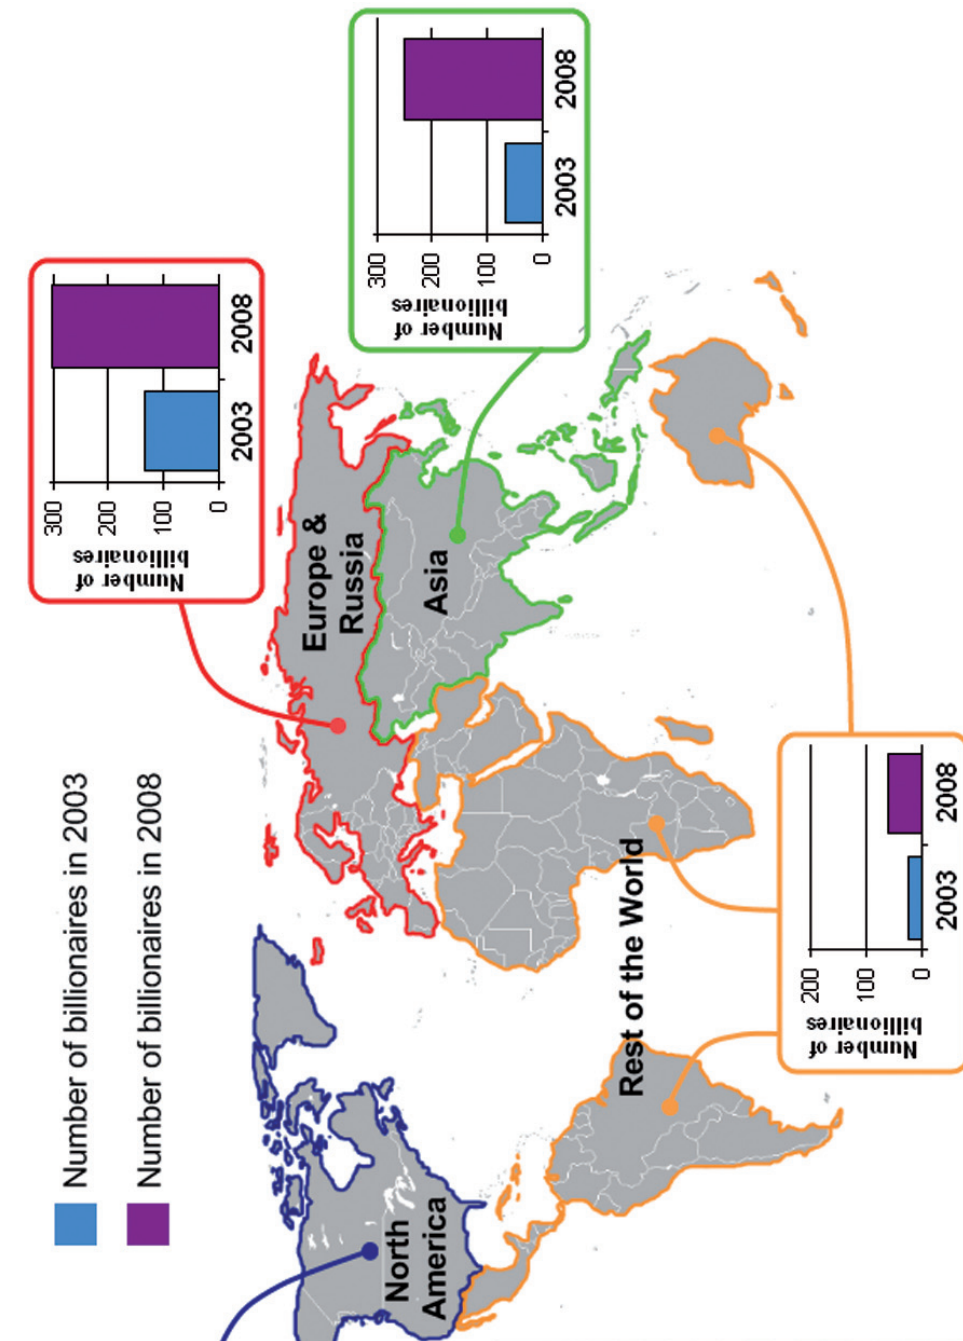 Number of billionaires in 2003
Number of billionaires in 2008
Number of
billionaires
300
200
100
0
2003
2008
Number of
billionaires
300
200
100
0
2003
2008
North
America
Europe &
Russia
Asia
Rest of the World
Number of
billionaires
200
100
0
2003
2008